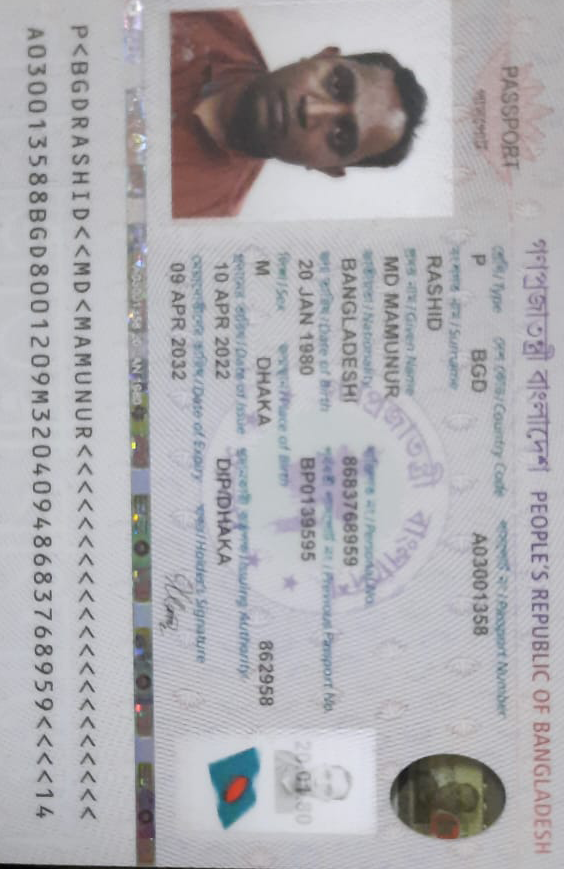 গণপ্রজাতন্ত্রী বাংলাদেশ PEOPLE'S REPUBLIC OF BANGLADESH
PASSPORT
পাসপোর্ট
শ্রেণি/Type দেশ কোড/Country Code পাসপোর্ট নং/Passport Number
P BGD A03001358
বংশগত নাম/Surname
RASHID
প্রদত্ত নাম/Given Name
MD MAMUNUR
জাতীয়তা/Nationality ব্যক্তিগত নং/Personal No.
BANGLADESHI 8683768959
জন্ম তারিখ/Date of Birth পূর্ববর্তী পাসপোর্ট নং/Previous Passport No.
20 JAN 1980 BP0139595
লিঙ্গ/Sex জন্মস্থান/Place of Birth
M DHAKA 862958
প্রদানের তারিখ/Date of Issue প্রদানকারী কর্তৃপক্ষ/Issuing Authority
10 APR 2022 DIP/DHAKA
মেয়াদোত্তীর্ণের তারিখ/Date of Expiry স্বাক্ষর/Holder's Signature
09 APR 2032
P<BGDRASHID<<MD<MAMUNUR<<<<<<<<<<<<<<<<<<<<<
A030013588BGD8001209M32040948683768959<<<<14